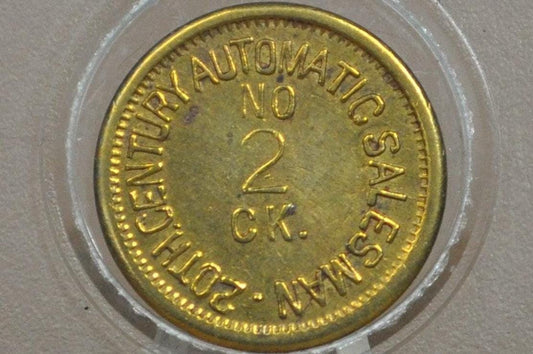 20TH. CENTURY AUTOMATIC SALESMAN .
NO
2
CK.